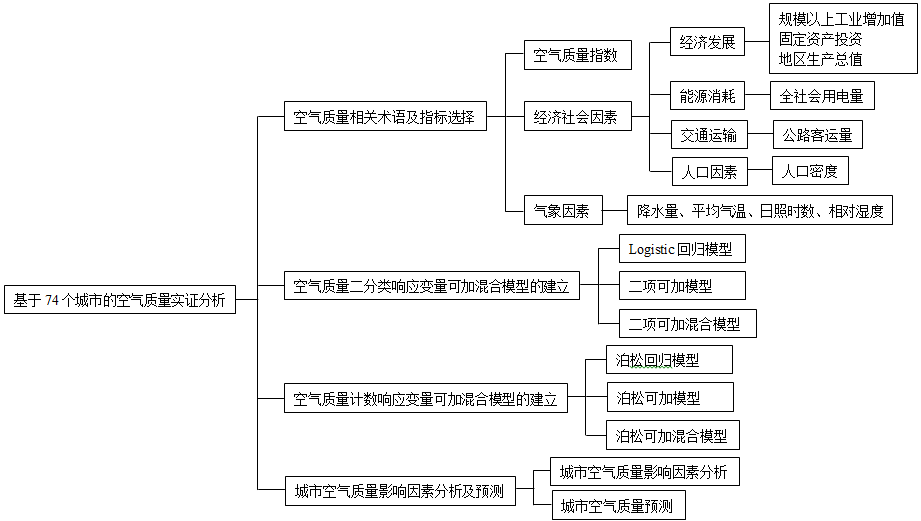 基于74个城市的空气质量实证分析
空气质量相关术语及指标选择
空气质量指数
经济社会因素
经济发展
规模以上工业增加值
固定资产投资
地区生产总值
能源消耗
全社会用电量
交通运输
公路客运量
人口因素
人口密度
气象因素
降水量、平均气温、日照时数、相对湿度
空气质量二分类响应变量可加混合模型的建立
Logistic回归模型
二项可加模型
二项可加混合模型
空气质量计数响应变量可加混合模型的建立
泊松回归模型
泊松可加模型
泊松可加混合模型
城市空气质量影响因素分析及预测
城市空气质量影响因素分析
城市空气质量预测